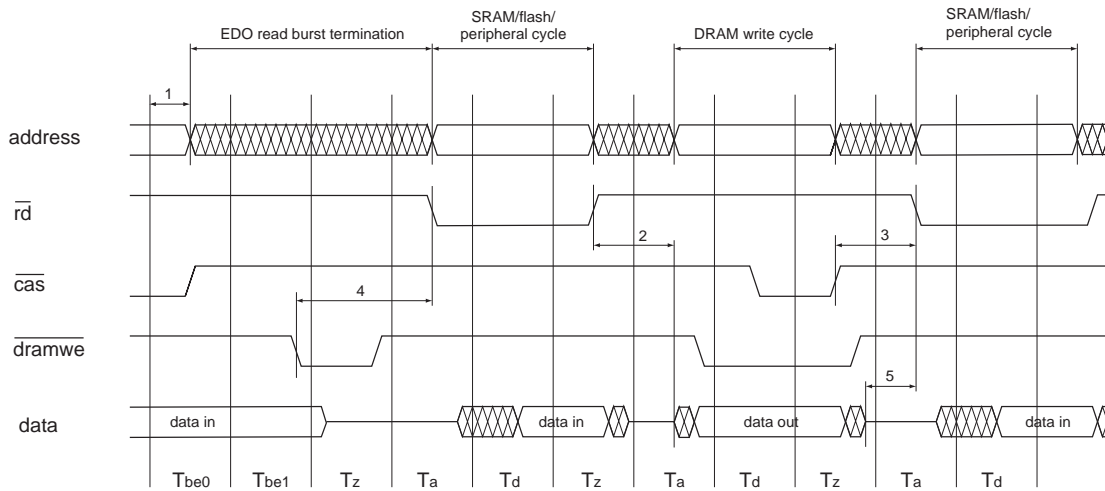 SRAM/flash/
peripheral cycle
SRAM/flash/
peripheral cycle
EDO read burst termination
DRAM write cycle
1
address
rd
2
3
cas
4
dramwe
5
data
data in
data in
data out
data in
Tbe0 Tbe1 Tz Ta Td Tz Ta Td Tz Ta Td